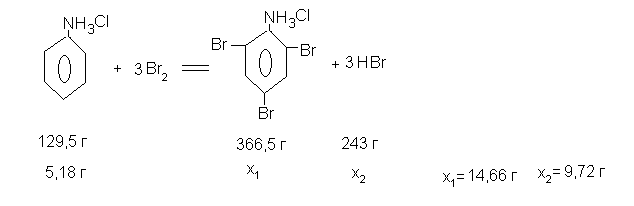 NH3Cl NH3Cl
Br Br
+ 3 Br2 = + 3 HBr
Br
129,5 г 366,5 г 243 г
5,18 г x1 x2 x1= 14,66 г x2= 9,72 г